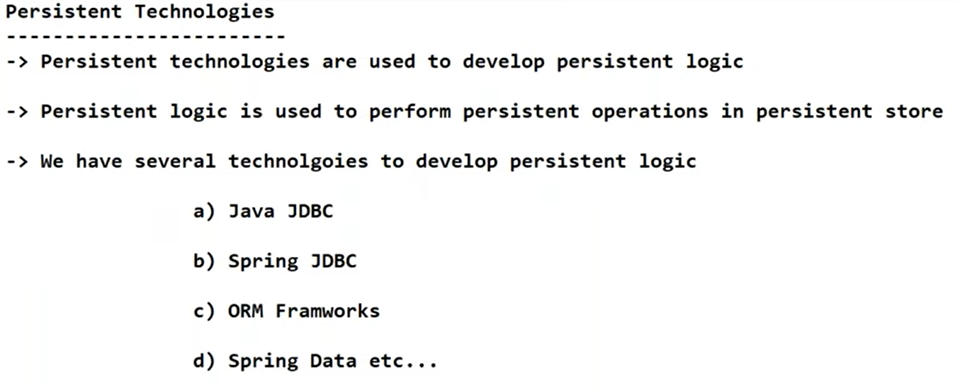 Persistent Technologies
------------------------
-> Persistent technologies are used to develop persistent logic
-> Persistent logic is used to perform persistent operations in persistent store
-> We have several technolgoies to develop persistent logic
a) Java JDBC
b) Spring JDBC
c) ORM Framworks
d) Spring Data etc...